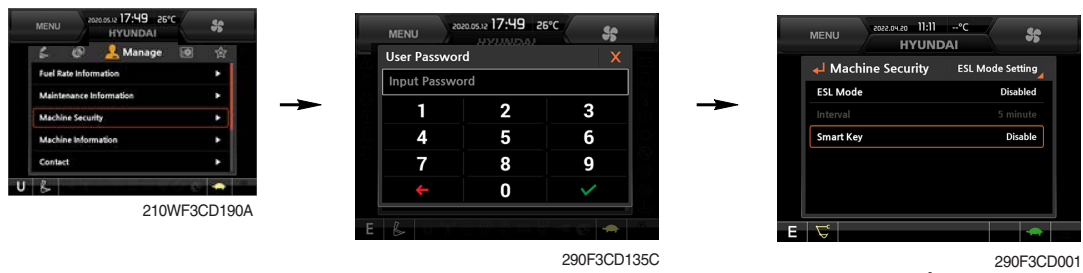 MENU
2020.05.12 17:49 26°C
HYUNDAI
Manage
Fuel Rate Information
Maintenance Information
Machine Security
Machine Information
Contact
U
210WF3CD190A
MENU
2020.05.12 17:49 26°C
HYUNDAI
User Password X
Input Password
1 2 3
4 5 6
7 8 9
0
E
290F3CD135C
MENU
2022.04.20 11:11 --°C
HYUNDAI
Machine Security ESL Mode Setting
ESL Mode Disabled
Interval 5 minute
Smart Key Disable
E
290F3CD001